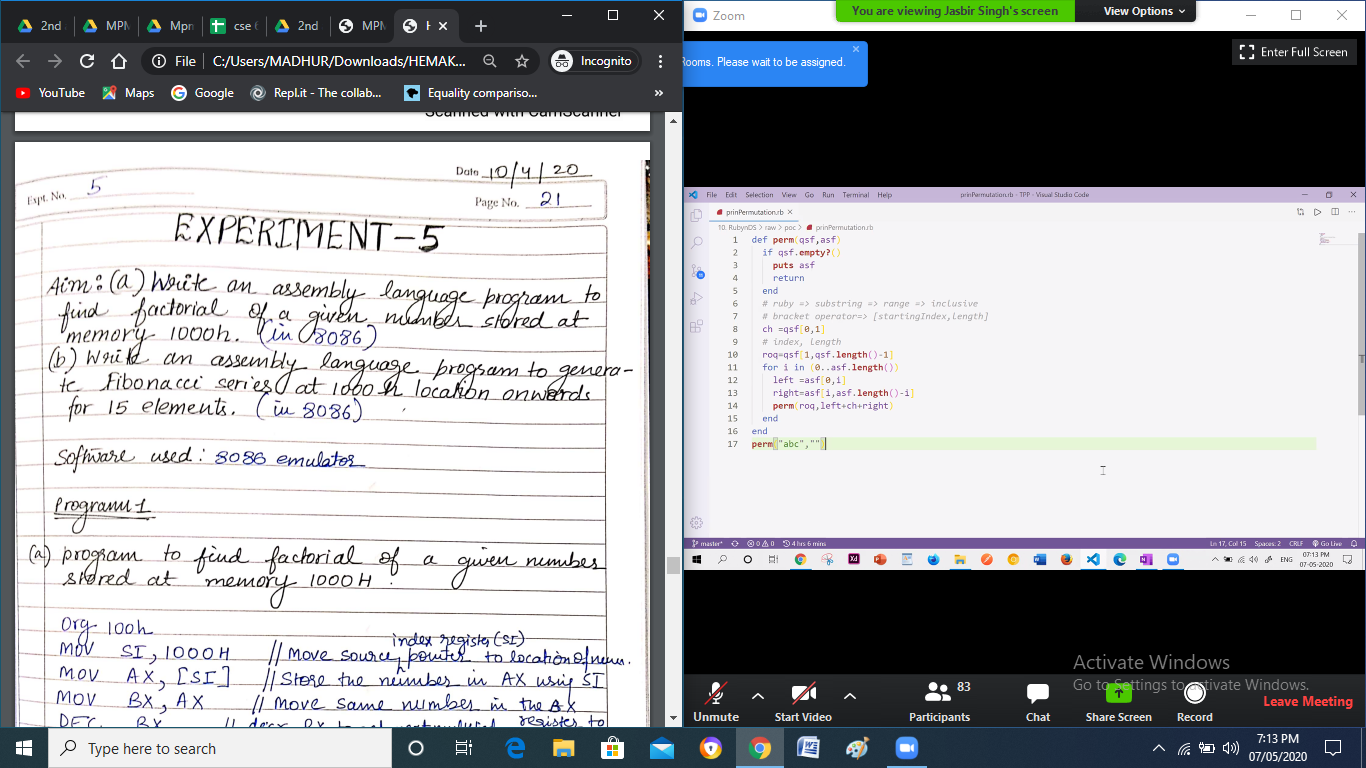 2nd
MPM
Mpn
cse 6
2nd
MPM
H
File
C:/Users/MADHUR/Downloads/HEMAK...
Incognito
YouTube
Maps
Google
Repl.it - The collab...
Equality compariso...
»
Scanned with CamScanner
Date 10/4/20
Expt. No. 5
Page No. 21
EXPERIMENT-5
Aim: (a) Write an assembly language program to
find factorial of a given number stored at
memory 1000h. (in 8086)
(b) Write an assembly language program to genera-
te Fibonacci series at 1000 h location onwards
for 15 elements. (in 8086)
Software used: 8086 emulator
Program 1
(a) program to find factorial of a given number
stored at memory 1000H.
Org 100h
index register (SI)
MOV SI, 1000H // Move source pointer to location of mem.
MOV AX, [SI] // Store the number in AX using SI
MOV BX, AX // Move same number in the BX
register to
DEC BX
Zoom
You are viewing Jasbir Singh's screen
View Options
Rooms. Please wait to be assigned.
Enter Full Screen
File Edit Selection View Go Run Terminal Help
prinPermutation.rb - TPP - Visual Studio Code
prinPermutation.rb
10. RubynDS > raw > poc > prinPermutation.rb
1 def perm(qsf,asf)
2 if qsf.empty?()
3 puts asf
4 return
5 end
6 # ruby => substring => range => inclusive
7 # bracket operator=> [startingIndex,length]
8 ch =qsf[0,1]
9 # index, length
10 roq=qsf[1,qsf.length()-1]
11 for i in (0..asf.length())
12 left =asf[0,i]
13 right=asf[i,asf.length()-i]
14 perm(roq,left+ch+right)
15 end
16 end
17 perm("abc","")
master* 0 0 4 hrs 6 mins
Ln 17, Col 15 Spaces: 2 CRLF Go Live
ENG
07:13 PM
07-05-2020
Activate Windows
Go to Settings to activate Windows.
Unmute
Start Video
83
Participants
Chat
Share Screen
Record
Leave Meeting
Type here to search
7:13 PM
07/05/2020